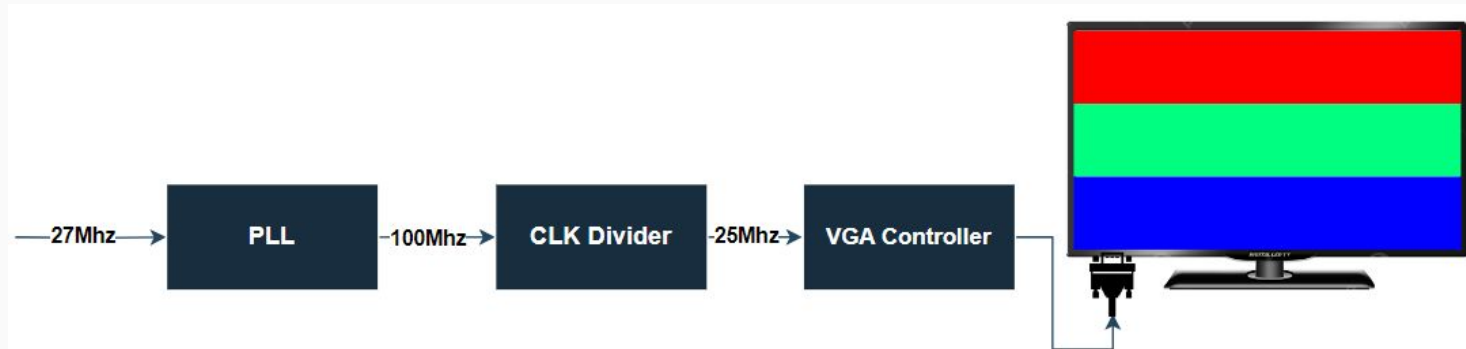 27Mhz
PLL
100Mhz
CLK Divider
25Mhz
VGA Controller